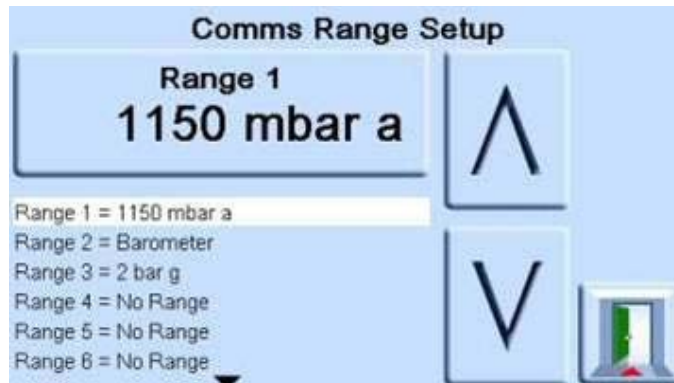 Comms Range Setup
Range 1
1150 mbar a
Range 1 = 1150 mbar a
Range 2 = Barometer
Range 3 = 2 bar g
Range 4 = No Range
Range 5 = No Range
Range 6 = No Range